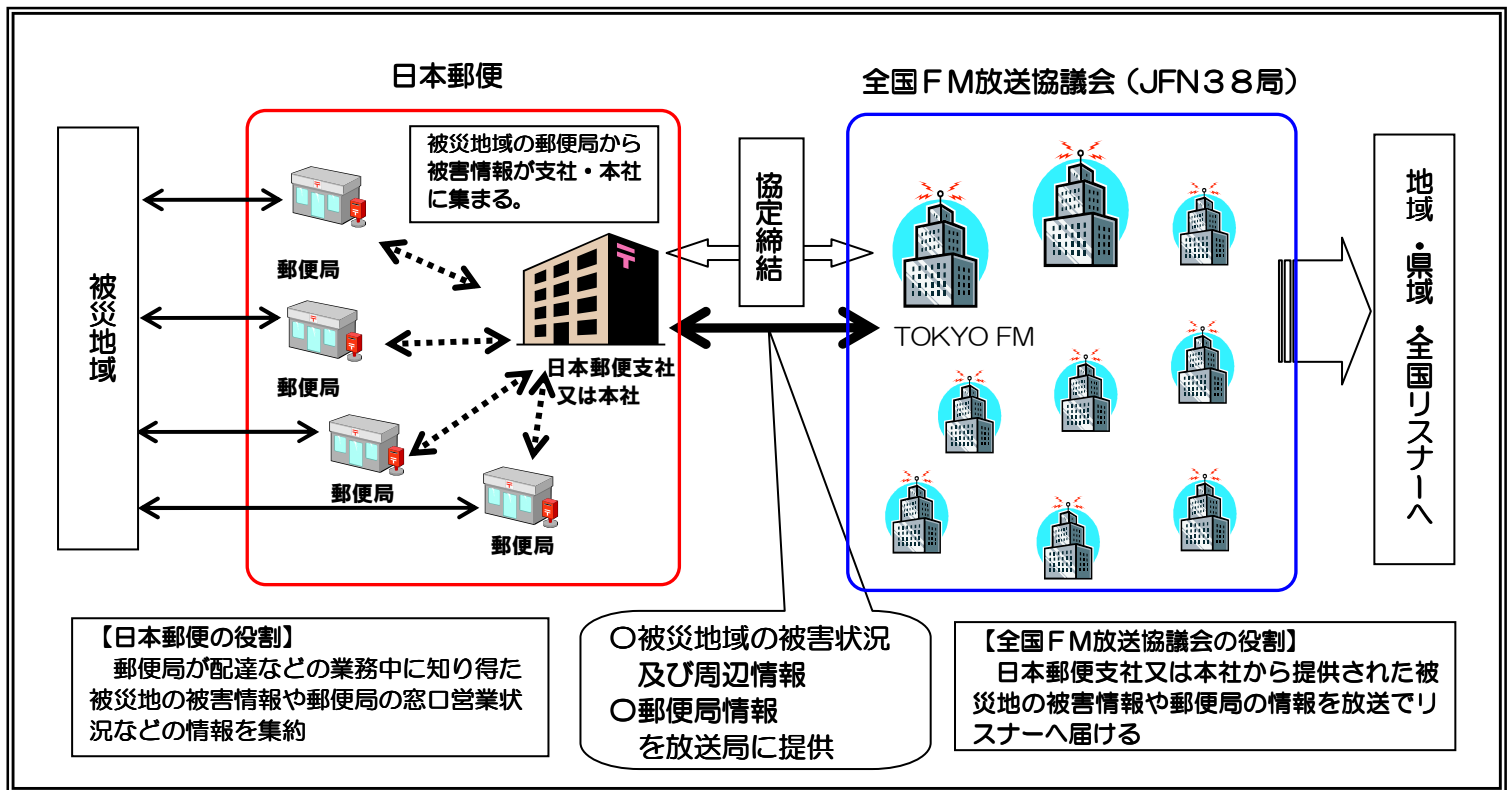 日本郵便
全国ＦＭ放送協議会（JFN３８局）
被災地域
被災地域の郵便局から
被害情報が支社・本社
に集まる。
郵便局
郵便局
郵便局
郵便局
日本郵便支社
又は本社
協定締結
TOKYO FM
地域・県域・全国リスナーへ
【日本郵便の役割】
郵便局が配達などの業務中に知り得た
被災地の被害情報や郵便局の窓口営業状
況などの情報を集約
〇被災地域の被害状況
及び周辺情報
〇郵便局情報
を放送局に提供
【全国ＦＭ放送協議会の役割】
日本郵便支社又は本社から提供された被
災地の被害情報や郵便局の情報を放送でリ
スナーへ届ける